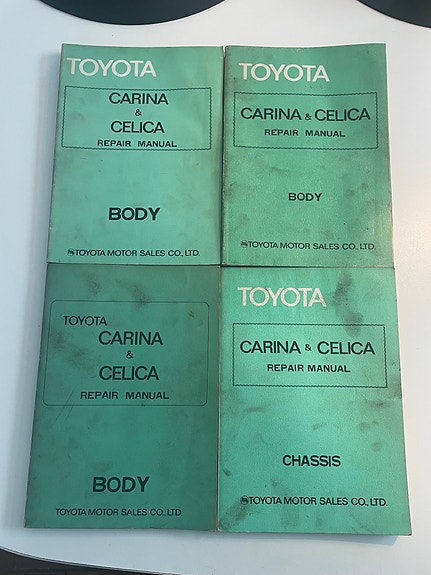 TOYOTA
CARINA
&
CELICA
REPAIR MANUAL
BODY
TOYOTA MOTOR SALES CO., LTD.
TOYOTA
CARINA & CELICA
REPAIR MANUAL
BODY
TOYOTA MOTOR SALES CO., LTD.
TOYOTA
CARINA
&
CELICA
REPAIR MANUAL
BODY
TOYOTA MOTOR SALES CO., LTD.
TOYOTA
CARINA & CELICA
REPAIR MANUAL
CHASSIS
TOYOTA MOTOR SALES CO., LTD.